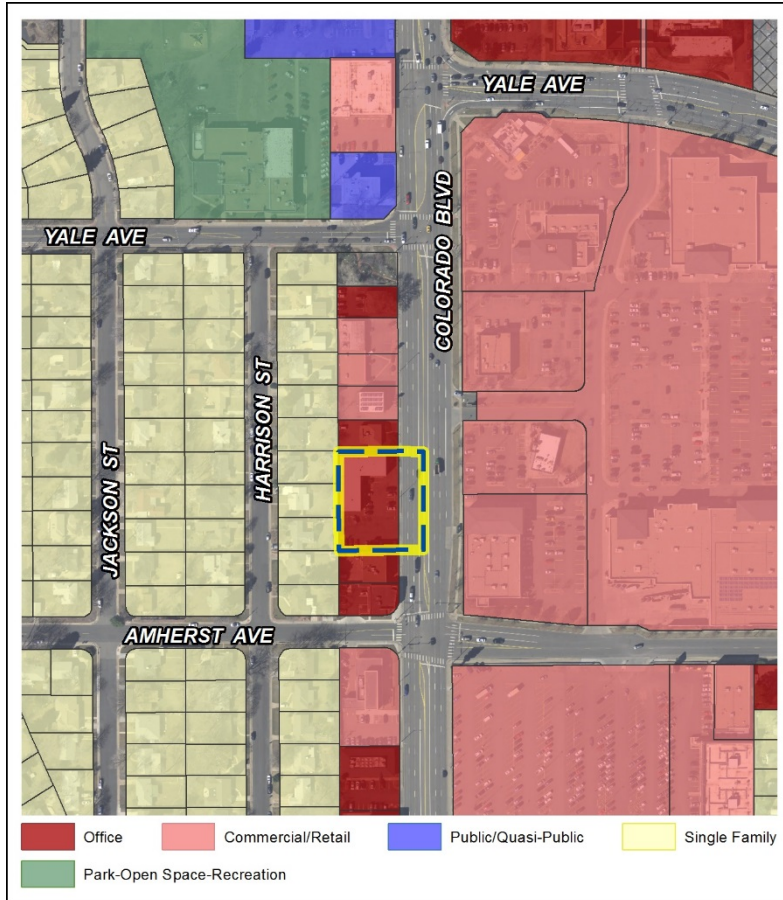 YALE AVE
COLORADO BLVD
YALE AVE
HARRISON ST
JACKSON ST
AMHERST AVE
Office
Commercial/Retail
Public/Quasi-Public
Single Family
Park-Open Space-Recreation